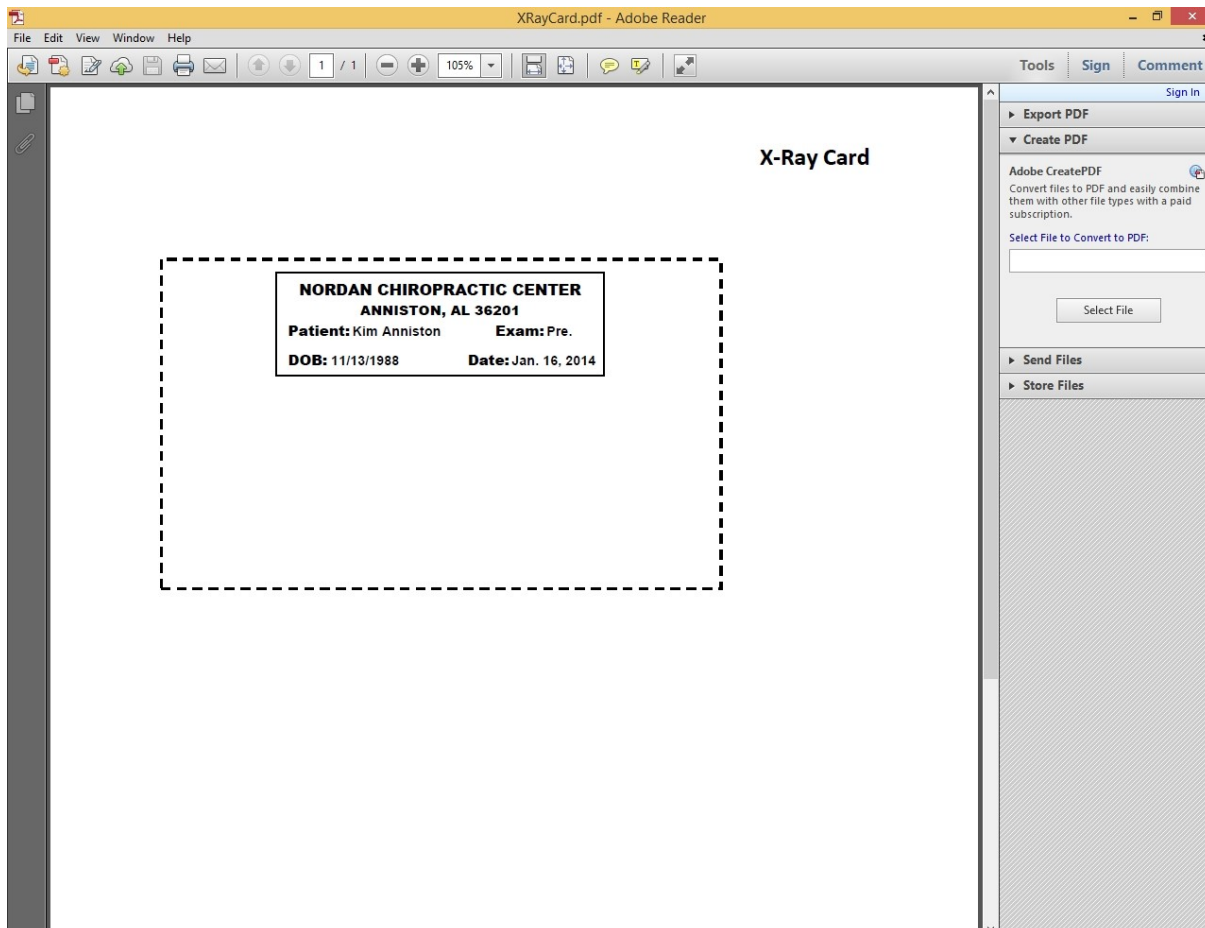 XRayCard.pdf - Adobe Reader
File Edit View Window Help
1 / 1 105% Tools Sign Comment
Sign In
Export PDF
Create PDF
Adobe CreatePDF
Convert files to PDF and easily combine
them with other file types with a paid
subscription.
Select File to Convert to PDF:
Select File
Send Files
Store Files
X-Ray Card
NORDAN CHIROPRACTIC CENTER
ANNISTON, AL 36201
Patient: Kim Anniston Exam: Pre.
DOB: 11/13/1988 Date: Jan. 16, 2014